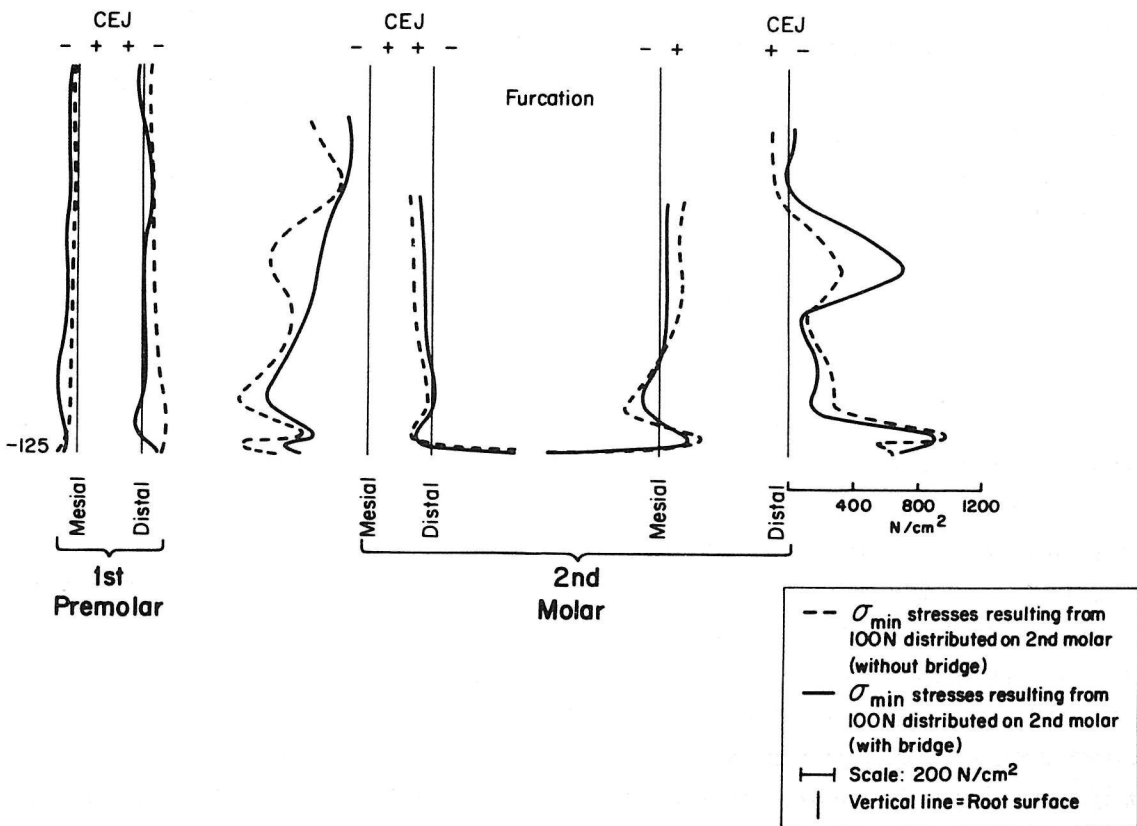 CEJ
CEJ
CEJ
- + + -
- + + -
- +
+ -
Furcation
-125
Mesial
Distal
Mesial
Distal
Mesial
Distal
400 800 1200
N/cm²
1st
Premolar
2nd
Molar
σmin stresses resulting from
100N distributed on 2nd molar
(without bridge)
σmin stresses resulting from
100N distributed on 2nd molar
(with bridge)
Scale: 200 N/cm²
Vertical line = Root surface